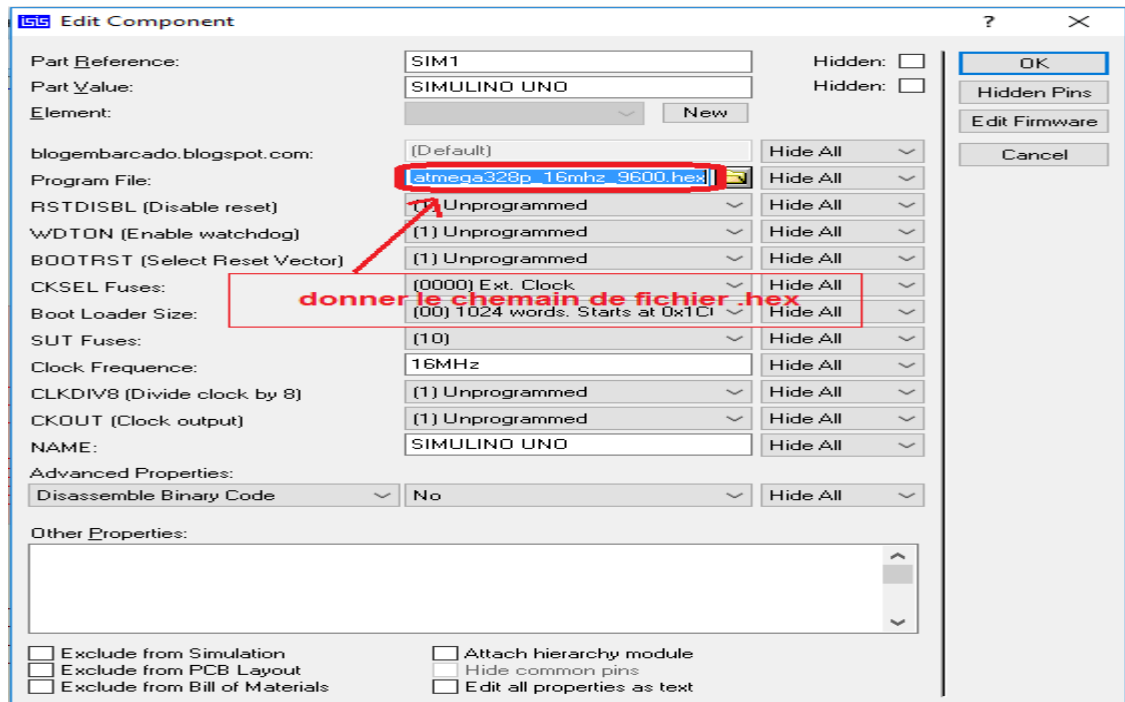 ISIS Edit Component ?
Part Reference: SIM1 Hidden:
Part Value: SIMULINO UNO Hidden:
Element: New
OK
Hidden Pins
Edit Firmware
Cancel
blogembarcado.blogspot.com: (Default) Hide All
Program File: atmega328p_16mhz_9600.hex Hide All
RSTDISBL (Disable reset) (1) Unprogrammed Hide All
WDTON (Enable watchdog) (1) Unprogrammed Hide All
BOOTRST (Select Reset Vector) (1) Unprogrammed Hide All
CKSEL Fuses: (0000) Ext. Clock Hide All
donner le chemain de fichier .hex
Boot Loader Size: (00) 1024 words. Starts at 0x1C Hide All
SUT Fuses: (10) Hide All
Clock Frequence: 16MHz Hide All
CLKDIV8 (Divide clock by 8) (1) Unprogrammed Hide All
CKOUT (Clock output) (1) Unprogrammed Hide All
NAME: SIMULINO UNO Hide All
Advanced Properties:
Disassemble Binary Code No Hide All
Other Properties:
Exclude from Simulation Attach hierarchy module
Exclude from PCB Layout Hide common pins
Exclude from Bill of Materials Edit all properties as text